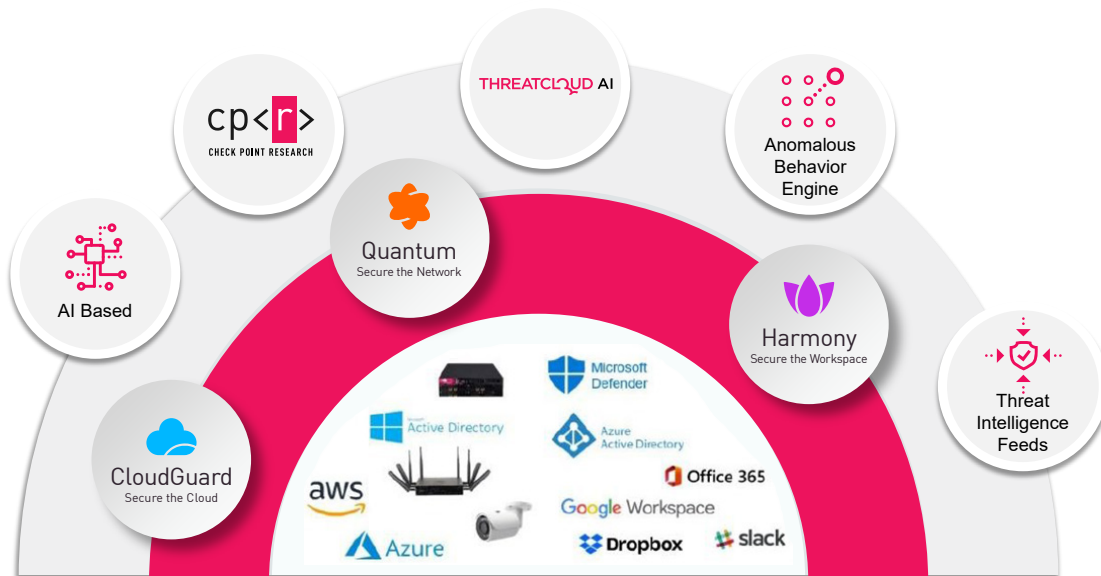 THREATCLOUD AI
cp<r>
CHECK POINT RESEARCH
Anomalous
Behavior
Engine
Quantum
Secure the Network
AI Based
Harmony
Secure the Workspace
Threat
Intelligence
Feeds
CloudGuard
Secure the Cloud
Microsoft
Defender
Active Directory
Azure
Active Directory
Office 365
aws
Google Workspace
Azure
Dropbox
slack